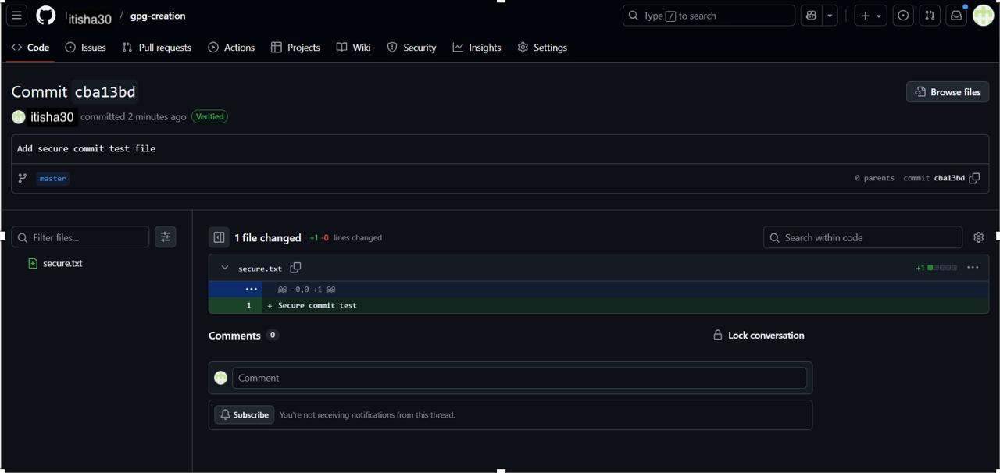 itisha30 / gpg-creation
Type / to search
Code Issues Pull requests Actions Projects Wiki Security Insights Settings
Commit cba13bd
Browse files
itisha30 committed 2 minutes ago Verified
Add secure commit test file
master
0 parents commit cba13bd
Filter files...
secure.txt
1 file changed +1 -0 lines changed
Search within code
secure.txt
+1
@@ -0,0 +1 @@
1 + Secure commit test
Comments 0
Lock conversation
Comment
Subscribe You're not receiving notifications from this thread.